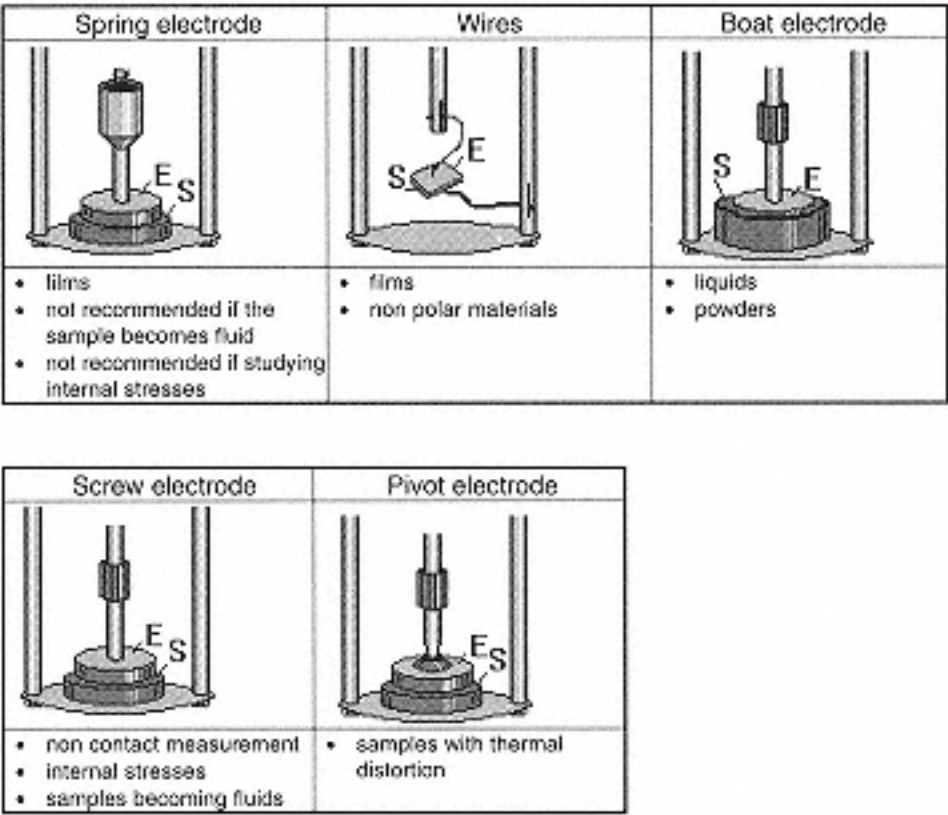 Spring electrode
Wires
Boat electrode
E
S
S
E
S
E
films
not recommended if the
sample becomes fluid
not recommended if studying
internal stresses
films
non polar materials
liquids
powders
Screw electrode
Pivot electrode
E
S
E
S
non contact measurement
internal stresses
samples becoming fluids
samples with thermal
distortion